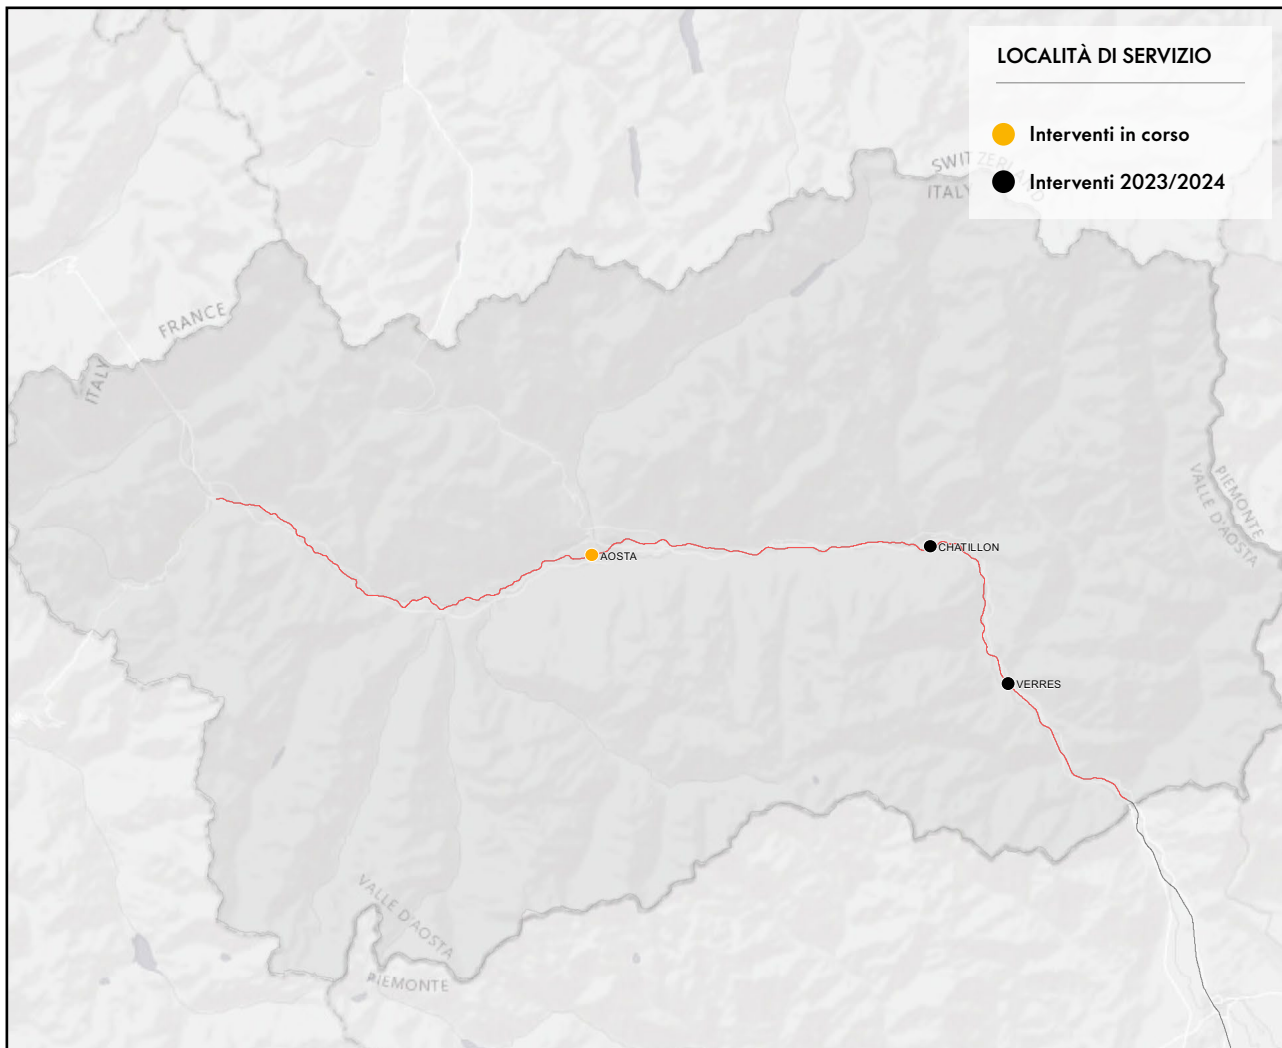 LOCALITÀ DI SERVIZIO
Interventi in corso
Interventi 2023/2024
SWITZERLAND
ITALY
FRANCE
ITALY
PIEMONTE
VALLE D'AOSTA
AOSTA
CHATILLON
VERRES
VALLE D'AOSTA
PIEMONTE